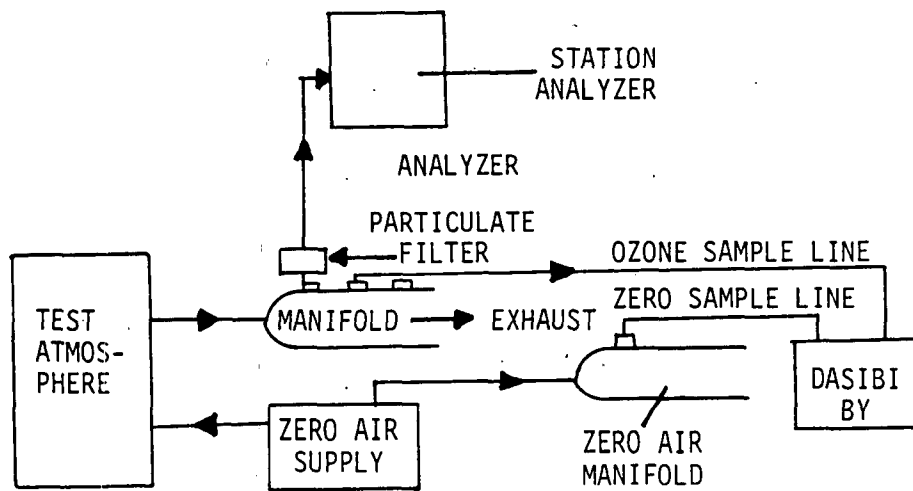 STATION
ANALYZER
ANALYZER
PARTICULATE
FILTER
OZONE SAMPLE LINE
ZERO SAMPLE LINE
TEST
ATMOS-
PHERE
MANIFOLD
EXHAUST
DASIBI
BY
ZERO AIR
SUPPLY
ZERO AIR
MANIFOLD